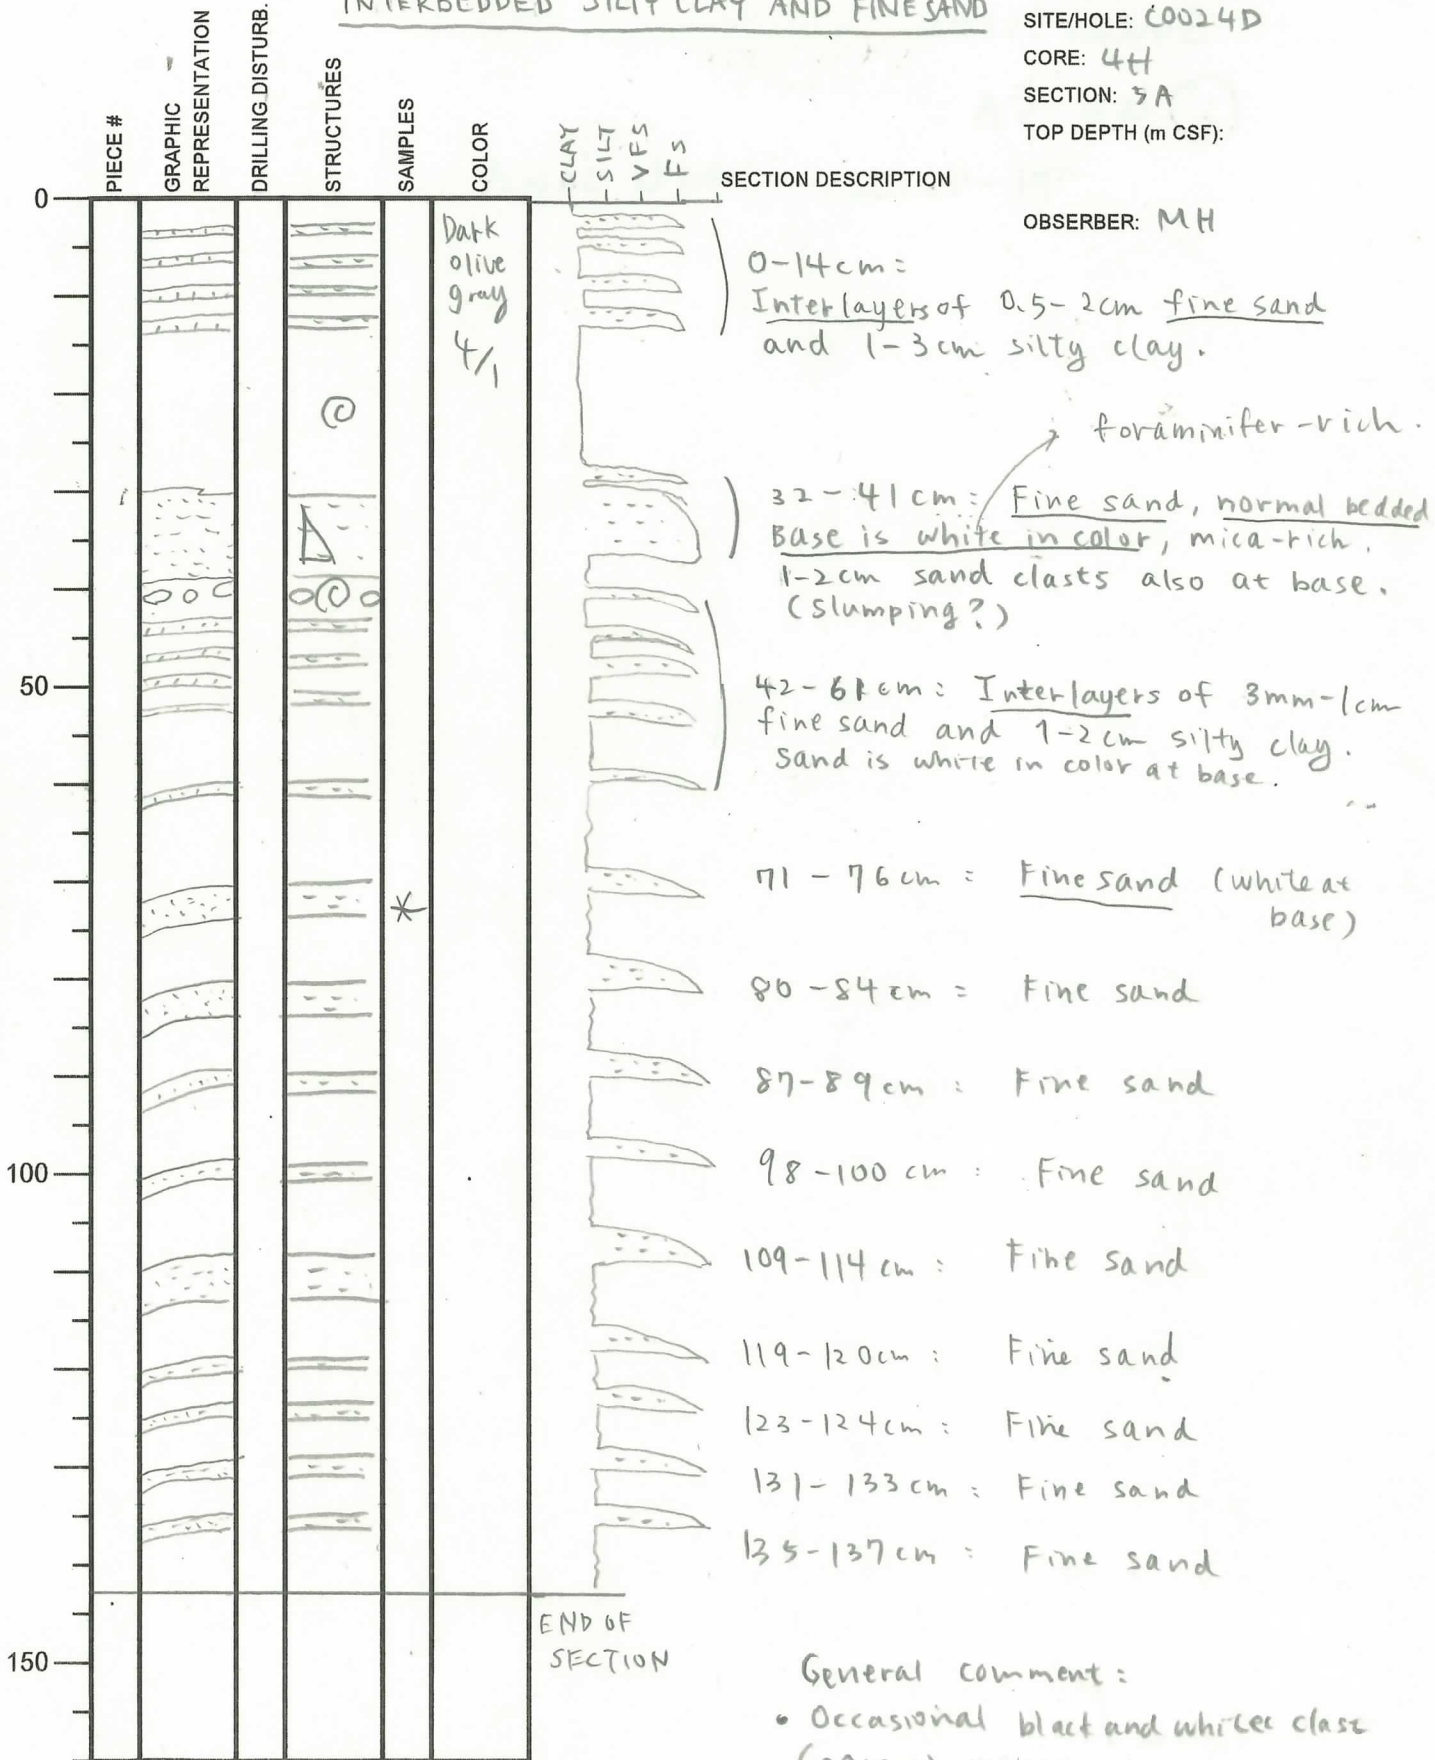 INTERBEDDED SILTY CLAY AND FINE SAND
SITE/HOLE: C0024D
CORE: 4H
SECTION: 5A
TOP DEPTH (m CSF):
OBSERBER: MH
PIECE #
GRAPHIC
REPRESENTATION
DRILLING DISTURB.
STRUCTURES
SAMPLES
COLOR
CLAY
SILT
VFS
FS
SECTION DESCRIPTION
0
Dark
olive
gray
4/1
0-14cm:
Interlayers of 0.5-2cm fine sand
and 1-3cm silty clay.
foraminifer-rich.
32-41cm: Fine sand, normal bedded
Base is white in color, mica-rich.
1-2cm sand clasts also at base.
(Slumping?)
50
42-61cm: Interlayers of 3mm-1cm
fine sand and 1-2cm silty clay.
Sand is white in color at base.
71-76cm: Fine sand (white at
base)
80-84cm: Fine sand
87-89cm: Fine sand
100
98-100cm: Fine sand
109-114cm: Fine sand
119-120cm: Fine sand
123-124cm: Fine sand
131-133cm: Fine sand
135-137cm: Fine sand
END OF
SECTION
150
General comment:
• Occasional black and white clast